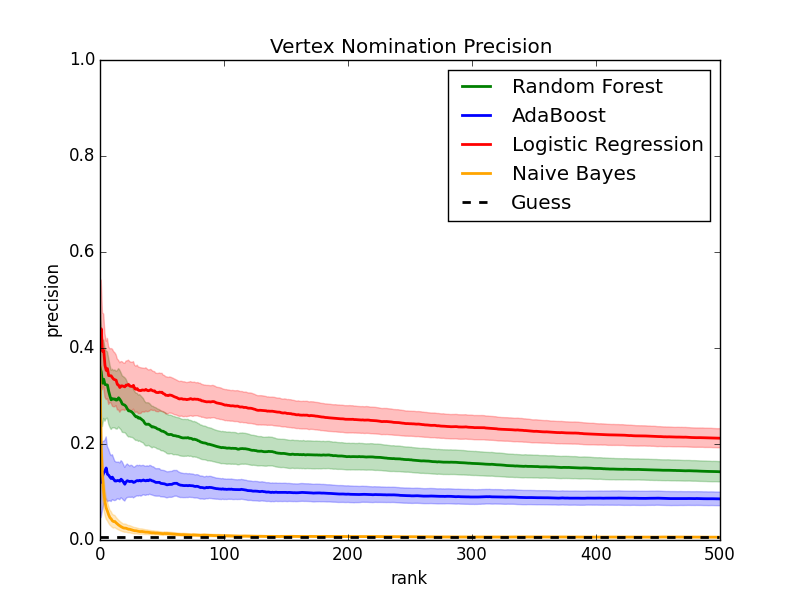 Vertex Nomination Precision
1.0
0.8
0.6
0.4
0.2
0.0
precision
Random Forest
AdaBoost
Logistic Regression
Naive Bayes
Guess
0
100
200
300
400
500
rank